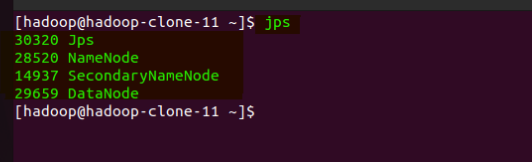 [hadoop@hadoop-clone-11 ~]$ jps
30320 Jps
28520 NameNode
14937 SecondaryNameNode
29659 DataNode
[hadoop@hadoop-clone-11 ~]$